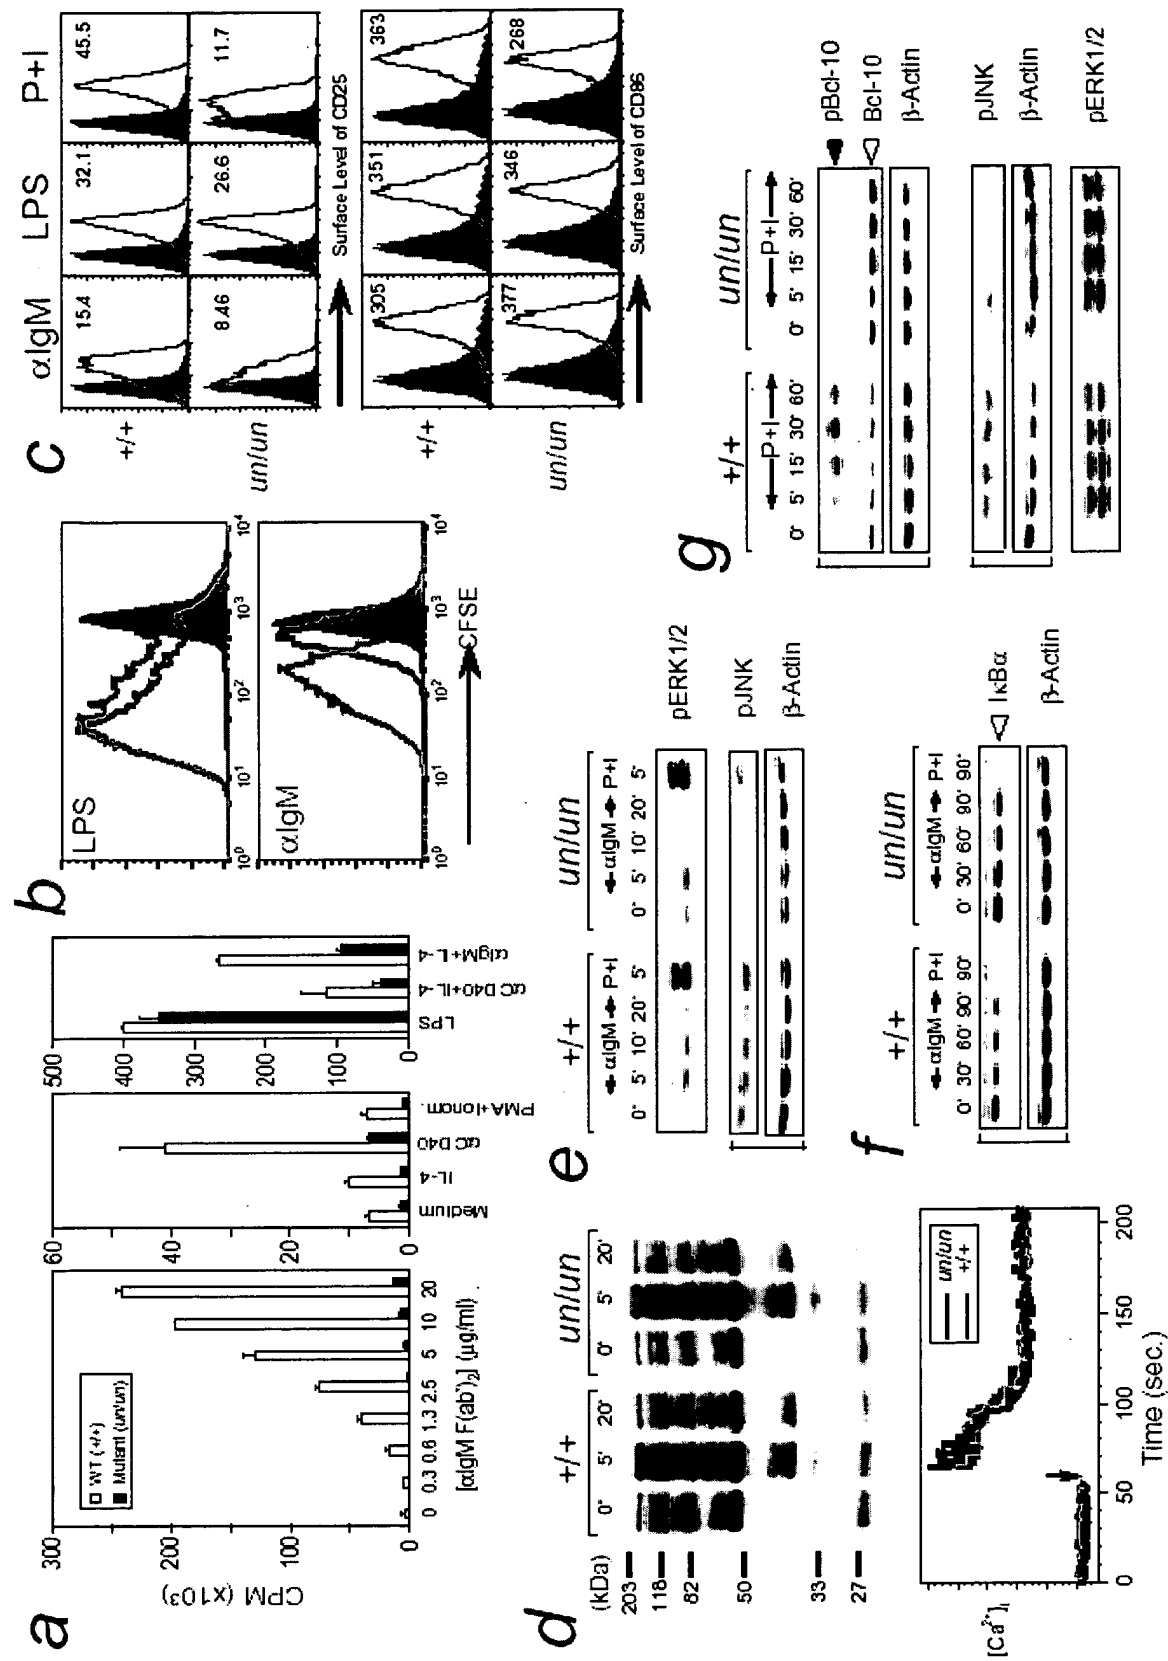 a
CPM (x10³)
300
200
100
0
WT (+/+)
Mutant (un/un)
0 0.3 0.6 1.3 2.5 5 10 20
[αIgM F(ab')₂] (μg/ml)
60
40
20
0
Medium
IL-4
αCD40
PMA+Ionom.
500
400
300
200
100
0
LPS
αCD40+IL-4
αIgM+IL-4
b
LPS
10⁰ 10¹ 10² 10³ 10⁴
αIgM
10⁰ 10¹ 10² 10³ 10⁴
CFSE
c
αIgM LPS P+I
+/+
15.4 32.1 45.5
un/un
8.46 26.6 11.7
Surface Level of CD25
+/+
305 351 363
un/un
377 346 268
Surface Level of CD86
d
+/+ un/un
(kDa) 0" 5' 20' 0" 5' 20'
203
118
82
50
33
27
[Ca²⁺]ᵢ
un/un
+/+
0 50 100 150 200
Time (sec.)
e
+/+ un/un
αIgM P+I αIgM P+I
0" 5' 10' 20' 5' 0" 5' 10' 20' 5'
pERK1/2
pJNK
β-Actin
f
+/+ un/un
αIgM P+I αIgM P+I
0' 30' 60' 90' 90' 0' 30' 60' 90' 90'
IκBα
β-Actin
g
+/+ un/un
P+I P+I
0" 5' 15' 30' 60' 0" 5' 15' 30' 60'
pBcl-10
Bcl-10
β-Actin
pJNK
β-Actin
pERK1/2